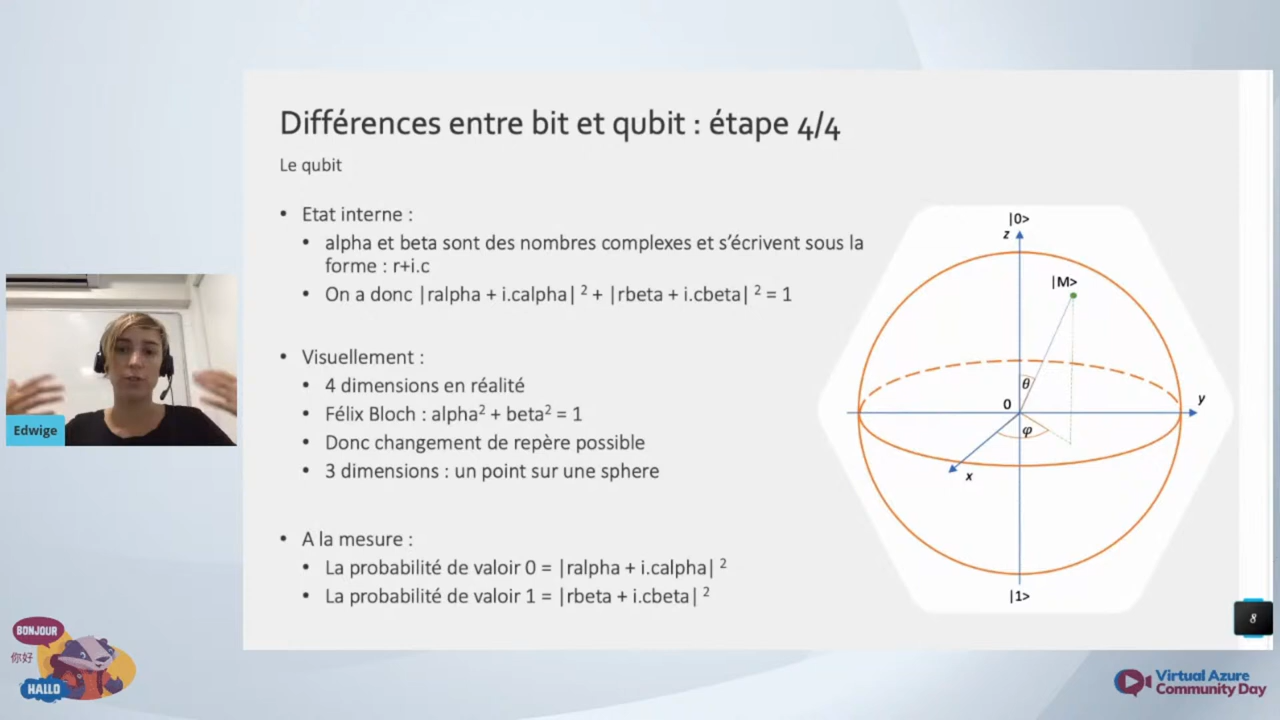 Différences entre bit et qubit : étape 4/4
Le qubit
• Etat interne :
• alpha et beta sont des nombres complexes et s’écrivent sous la
forme : r+i.c
• On a donc |ralpha + i.calpha| ² + |rbeta + i.cbeta| ² = 1
• Visuellement :
• 4 dimensions en réalité
• Félix Bloch : alpha² + beta² = 1
• Donc changement de repère possible
• 3 dimensions : un point sur une sphere
• A la mesure :
• La probabilité de valoir 0 = |ralpha + i.calpha| ²
• La probabilité de valoir 1 = |rbeta + i.cbeta| ²
|0>
z
|M>
θ
0
y
φ
x
|1>
8
Edwige
BONJOUR
你好
HALLO
Virtual Azure
Community Day